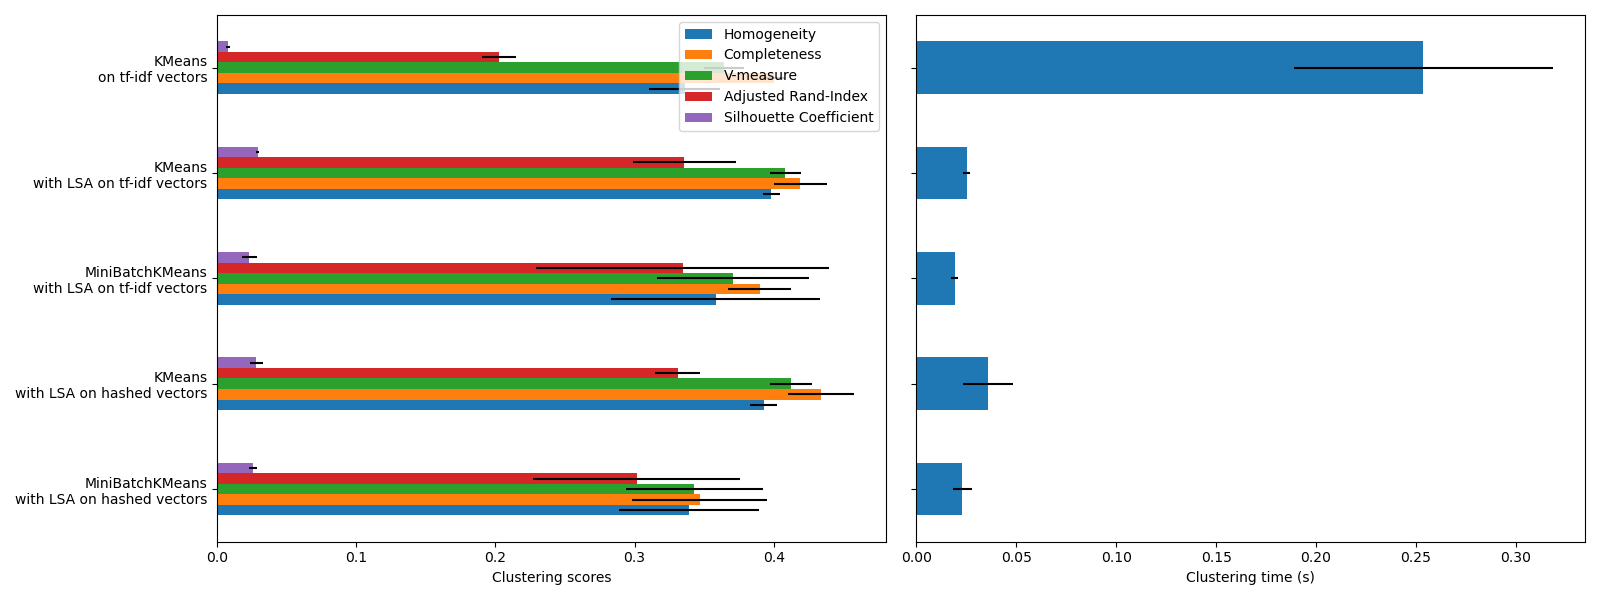 KMeans
on tf-idf vectors
KMeans
with LSA on tf-idf vectors
MiniBatchKMeans
with LSA on tf-idf vectors
KMeans
with LSA on hashed vectors
MiniBatchKMeans
with LSA on hashed vectors
Homogeneity
Completeness
V-measure
Adjusted Rand-Index
Silhouette Coefficient
0.0 0.1 0.2 0.3 0.4
Clustering scores
0.00 0.05 0.10 0.15 0.20 0.25 0.30
Clustering time (s)